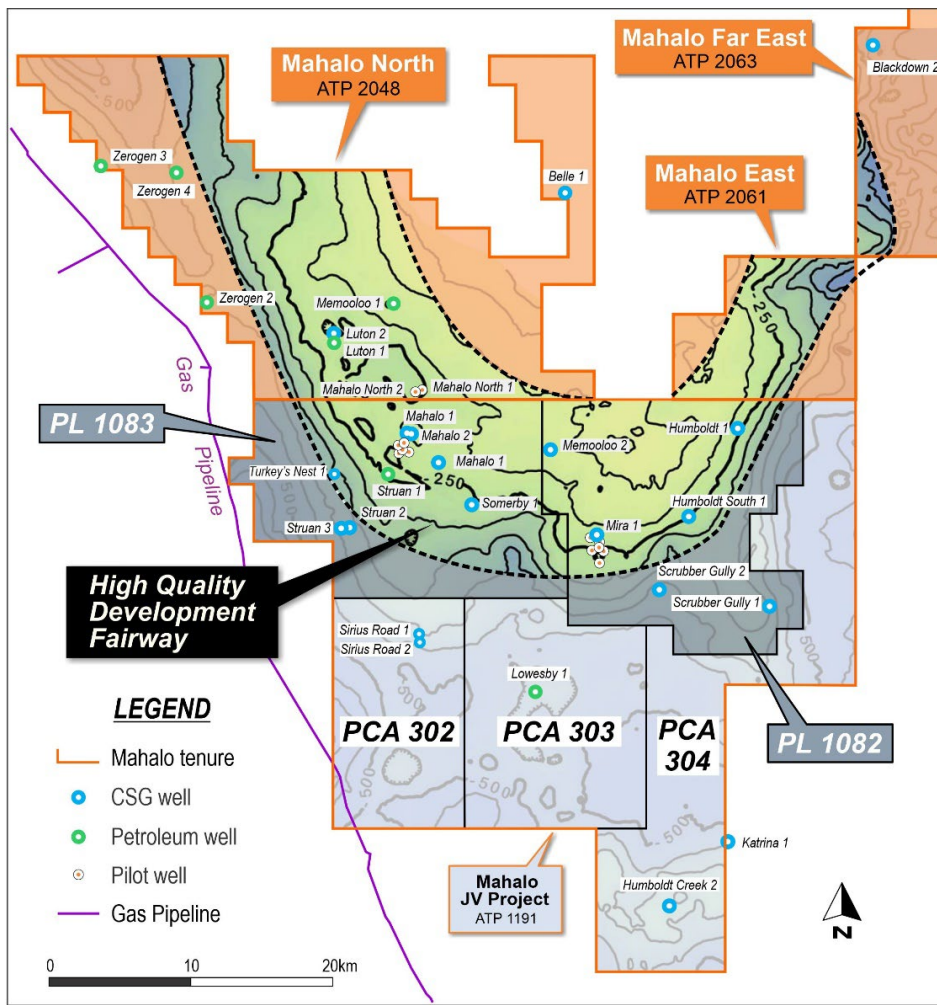 Mahalo North
ATP 2048
Mahalo Far East
ATP 2063
Blackdown 2
Mahalo East
ATP 2061
-500
Zerogen 3
Zerogen 4
Belle 1
-500
Zerogen 2
Memooloo 1
Luton 2
Luton 1
-250
Gas
Pipeline
Mahalo North 2
Mahalo North 1
PL 1083
Mahalo 1
Mahalo 2
Mahalo 1
Memooloo 2
Humboldt 1
Turkey's Nest 1
Struan 1
-250
Somerby 1
Humboldt South 1
Struan 2
Struan 3
Mira 1
High Quality
Development
Fairway
Scrubber Gully 2
Scrubber Gully 1
Sirius Road 1
Sirius Road 2
Lowesby 1
PCA 302
PCA 303
PCA
304
PL 1082
-500
-500
-500
LEGEND
Mahalo tenure
CSG well
Petroleum well
Pilot well
Gas Pipeline
Katrina 1
Mahalo
JV Project
ATP 1191
Humboldt Creek 2
N
0
10
20km